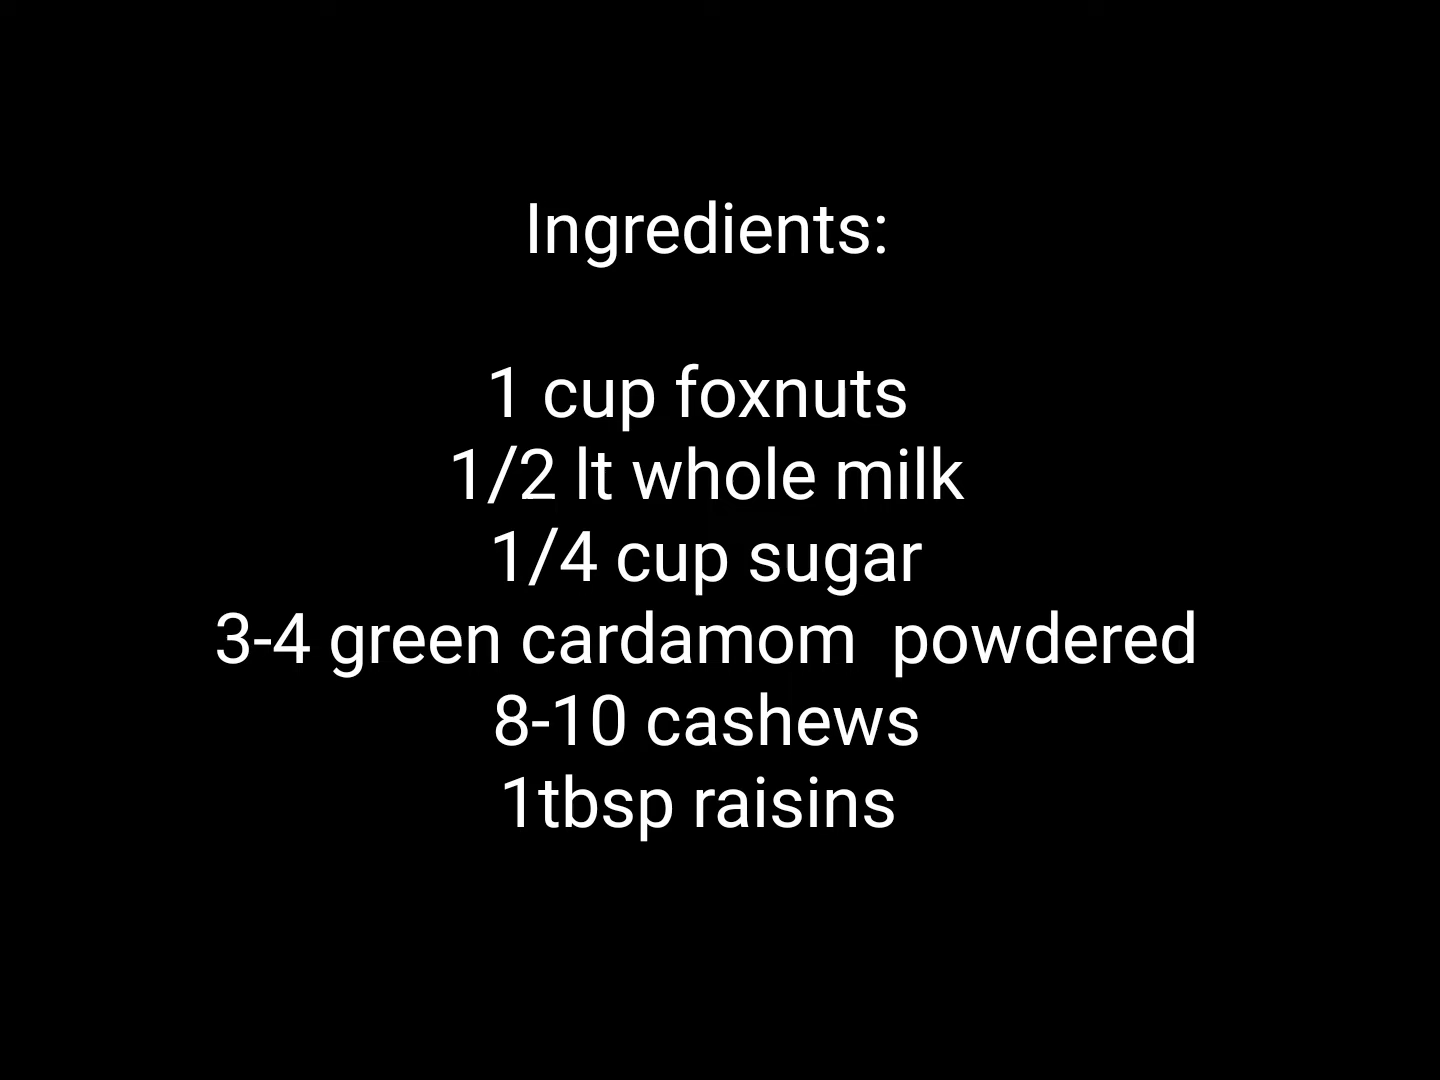 Ingredients:
1 cup foxnuts
1/2 lt whole milk
1/4 cup sugar
3-4 green cardamom  powdered
8-10 cashews
1tbsp raisins